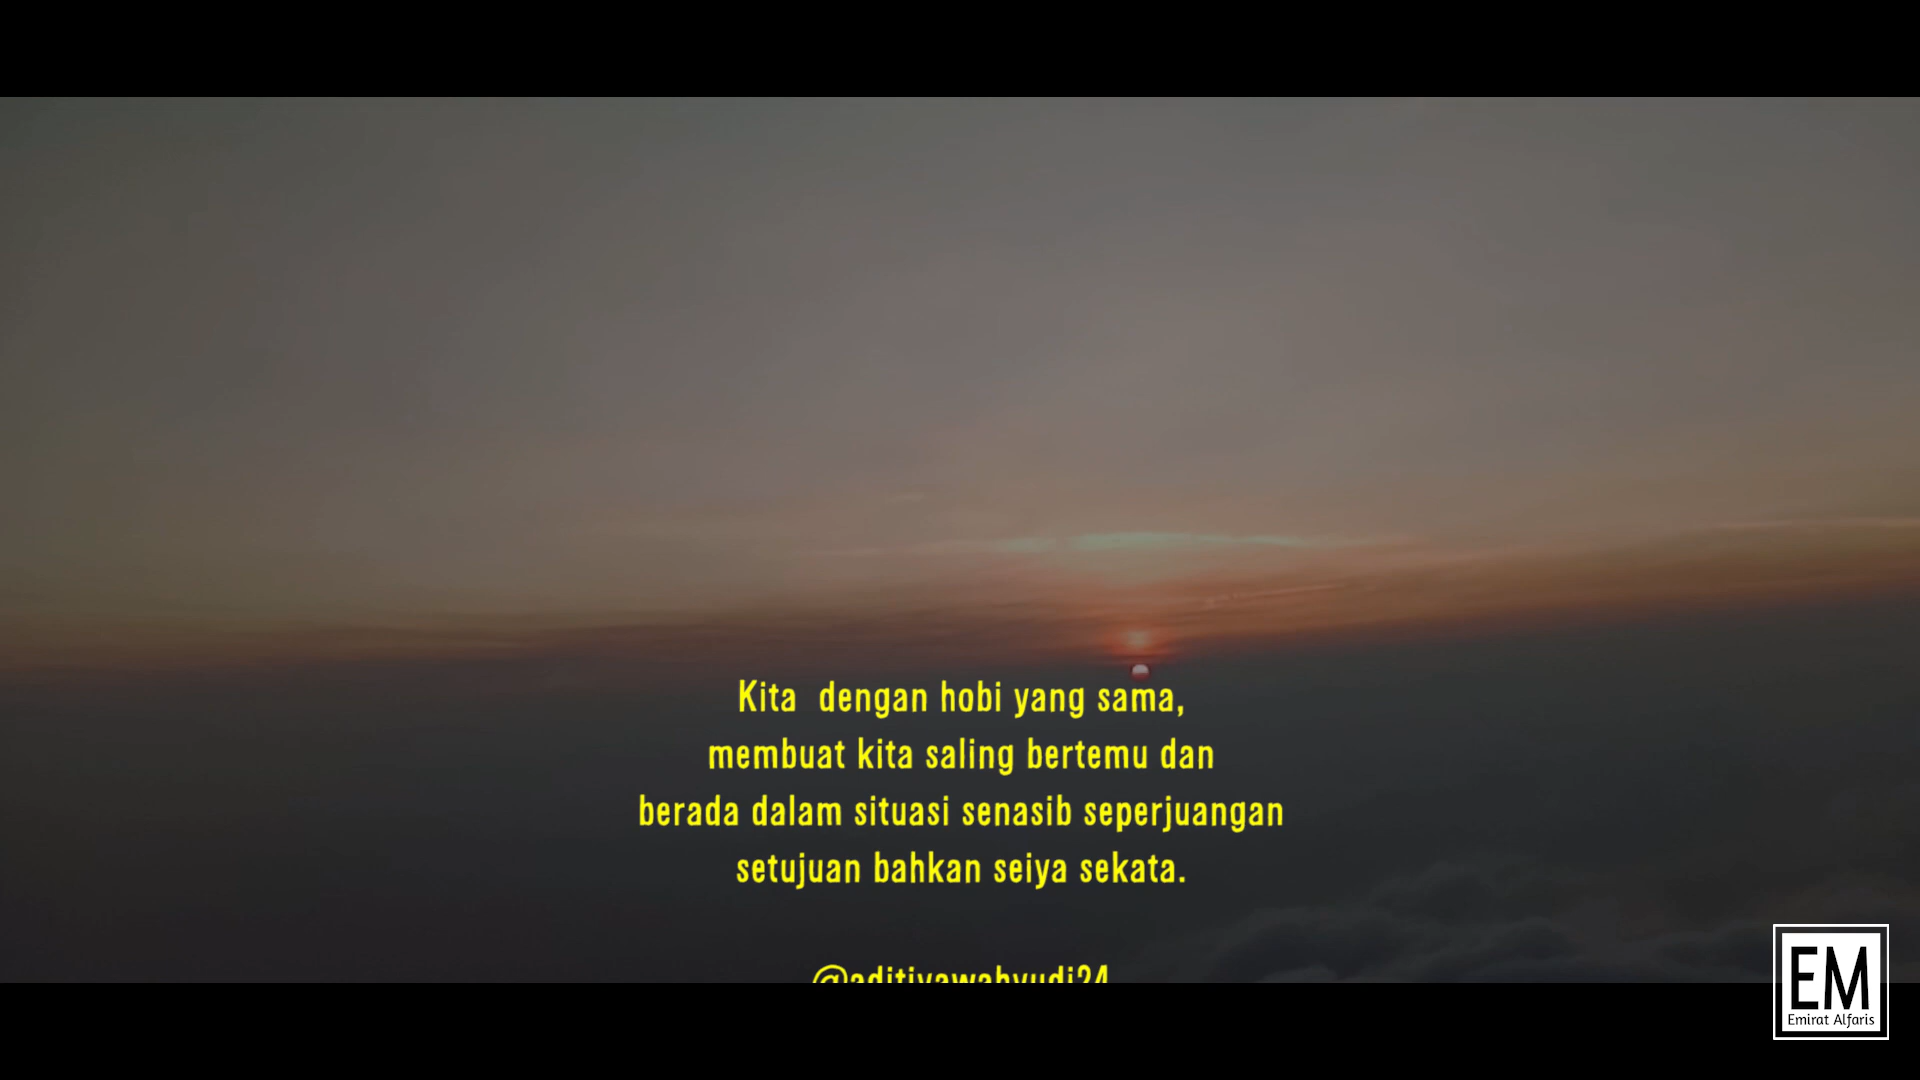 Kita  dengan hobi yang sama,
membuat kita saling bertemu dan
berada dalam situasi senasib seperjuangan
setujuan bahkan seiya sekata.
@aditiyawahyudi24
EM
Emirat Alfaris